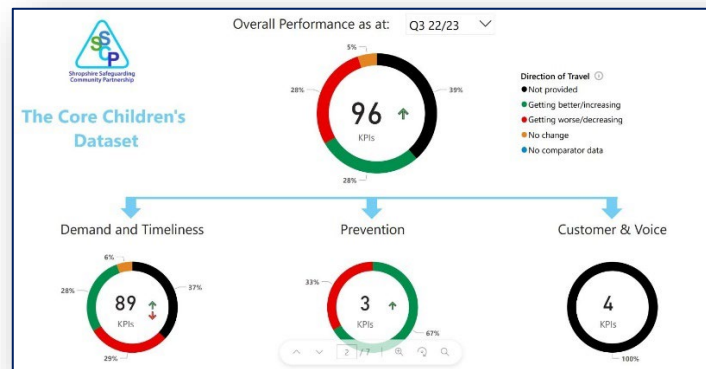 Overall Performance as at: Q3 22/23
SSCP
Shropshire Safeguarding
Community Partnership
The Core Children's
Dataset
5%
28%
39%
28%
96
KPIs
Direction of Travel
Not provided
Getting better/increasing
Getting worse/decreasing
No change
No comparator data
Demand and Timeliness
6%
28%
37%
29%
89
KPIs
Prevention
33%
67%
3
KPIs
2 / 7
Customer & Voice
4
KPIs
100%